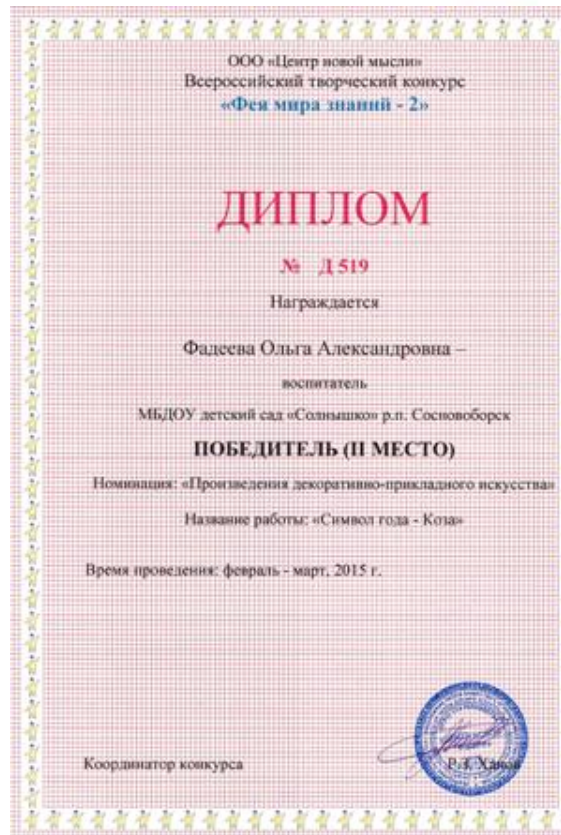 ООО «Центр новой мысли»
Всероссийский творческий конкурс
«Фея мира знаний - 2»
ДИПЛОМ
№ Д 519
Награждается
Фадеева Ольга Александровна –
воспитатель
МБДОУ детский сад «Солнышко» р.п. Сосновоборск
ПОБЕДИТЕЛЬ (II МЕСТО)
Номинация: «Произведения декоративно-прикладного искусства»
Название работы: «Символ года - Коза»
Время проведения: февраль - март, 2015 г.
Координатор конкурса Р.З. Ханов